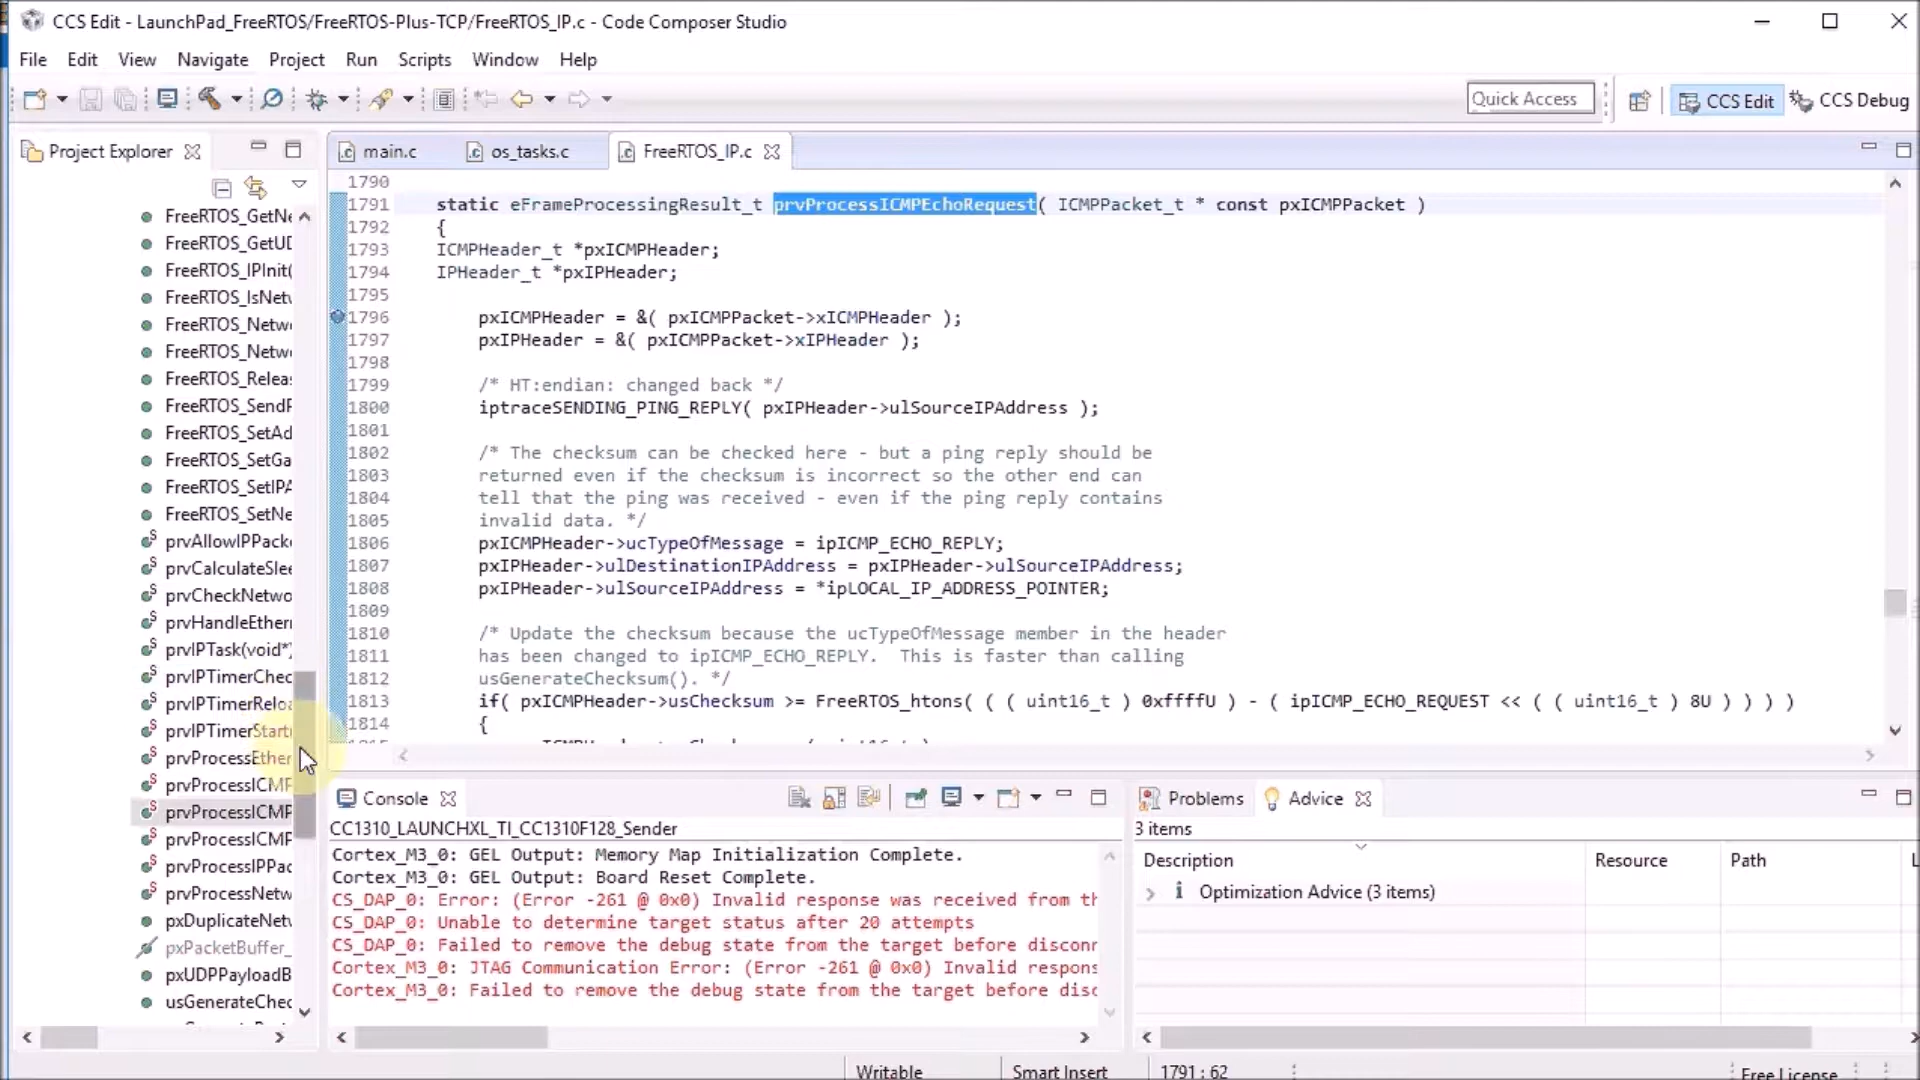 CCS Edit - LaunchPad_FreeRTOS/FreeRTOS-Plus-TCP/FreeRTOS_IP.c - Code Composer Studio
File Edit View Navigate Project Run Scripts Window Help
Quick Access
CCS Edit
CCS Debug
Project Explorer
FreeRTOS_GetNe
FreeRTOS_GetUD
FreeRTOS_IPInit(
FreeRTOS_IsNetw
FreeRTOS_Netwo
FreeRTOS_Netwo
FreeRTOS_Releas
FreeRTOS_SendP
FreeRTOS_SetAd
FreeRTOS_SetGa
FreeRTOS_SetIPA
FreeRTOS_SetNe
prvAllowIPPacke
prvCalculateSlee
prvCheckNetwo
prvHandleEthern
prvIPTask(void*)
prvIPTimerChec
prvIPTimerReloa
prvIPTimerStart(
prvProcessEther
prvProcessICMP
prvProcessICMP
prvProcessICMP
prvProcessIPPac
prvProcessNetw
pxDuplicateNetw
pxPacketBuffer_
pxUDPPayloadB
usGenerateChec
main.c
os_tasks.c
FreeRTOS_IP.c
1790
1791 static eFrameProcessingResult_t prvProcessICMPEchoRequest( ICMPPacket_t * const pxICMPPacket )
1792 {
1793 ICMPHeader_t *pxICMPHeader;
1794 IPHeader_t *pxIPHeader;
1795
1796 pxICMPHeader = &( pxICMPPacket->xICMPHeader );
1797 pxIPHeader = &( pxICMPPacket->xIPHeader );
1798
1799 /* HT:endian: changed back */
1800 iptraceSENDING_PING_REPLY( pxIPHeader->ulSourceIPAddress );
1801
1802 /* The checksum can be checked here - but a ping reply should be
1803 returned even if the checksum is incorrect so the other end can
1804 tell that the ping was received - even if the ping reply contains
1805 invalid data. */
1806 pxICMPHeader->ucTypeOfMessage = ipICMP_ECHO_REPLY;
1807 pxIPHeader->ulDestinationIPAddress = pxIPHeader->ulSourceIPAddress;
1808 pxIPHeader->ulSourceIPAddress = *ipLOCAL_IP_ADDRESS_POINTER;
1809
1810 /* Update the checksum because the ucTypeOfMessage member in the header
1811 has been changed to ipICMP_ECHO_REPLY. This is faster than calling
1812 usGenerateChecksum(). */
1813 if( pxICMPHeader->usChecksum >= FreeRTOS_htons( ( ( uint16_t ) 0xffffU ) - ( ipICMP_ECHO_REQUEST << ( ( uint16_t ) 8U ) ) ) )
1814 {
Console
CC1310_LAUNCHXL_TI_CC1310F128_Sender
Cortex_M3_0: GEL Output: Memory Map Initialization Complete.
Cortex_M3_0: GEL Output: Board Reset Complete.
CS_DAP_0: Error: (Error -261 @ 0x0) Invalid response was received from th
CS_DAP_0: Unable to determine target status after 20 attempts
CS_DAP_0: Failed to remove the debug state from the target before disconn
Cortex_M3_0: JTAG Communication Error: (Error -261 @ 0x0) Invalid respons
Cortex_M3_0: Failed to remove the debug state from the target before disc
Problems
Advice
3 items
Description Resource Path L
Optimization Advice (3 items)
Writable Smart Insert 1791 : 62 Free License